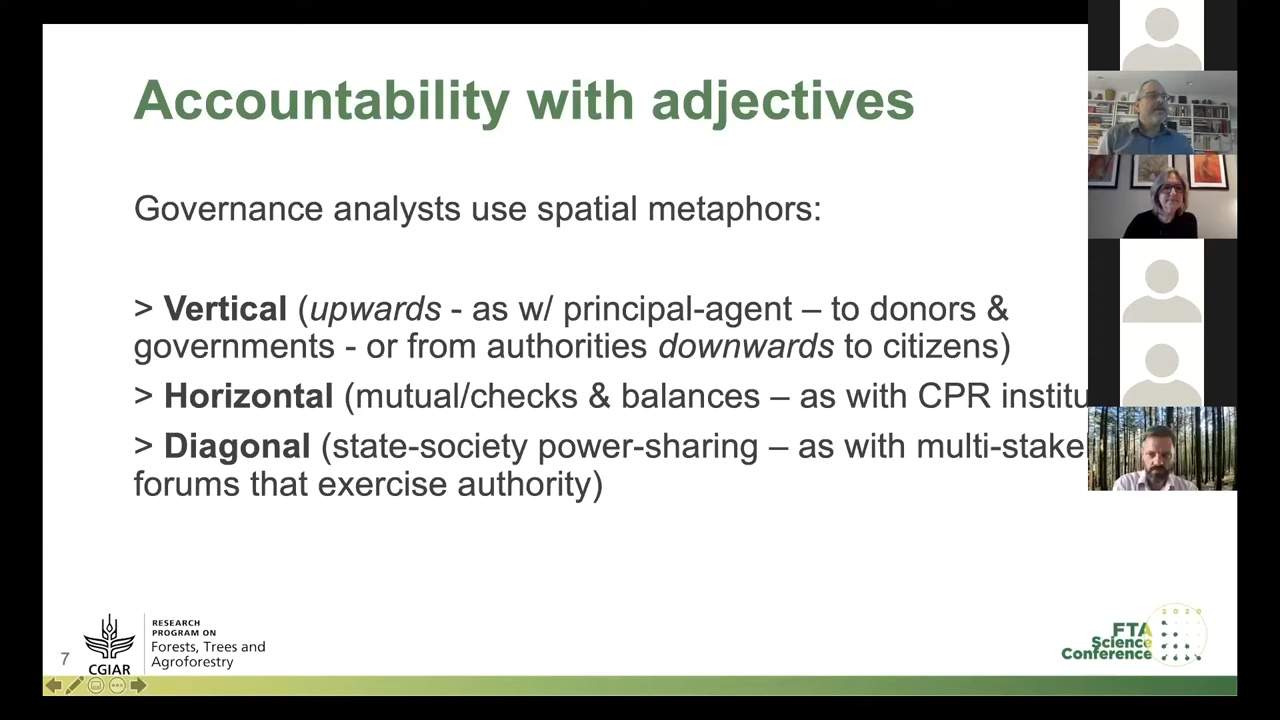 Accountability with adjectives
Governance analysts use spatial metaphors:
> Vertical (upwards - as w/ principal-agent – to donors &
governments - or from authorities downwards to citizens)
> Horizontal (mutual/checks & balances – as with CPR institu
> Diagonal (state-society power-sharing – as with multi-stake
forums that exercise authority)
7
CGIAR
RESEARCH
PROGRAM ON
Forests, Trees and
Agroforestry
2020
FTA
Science
Conference